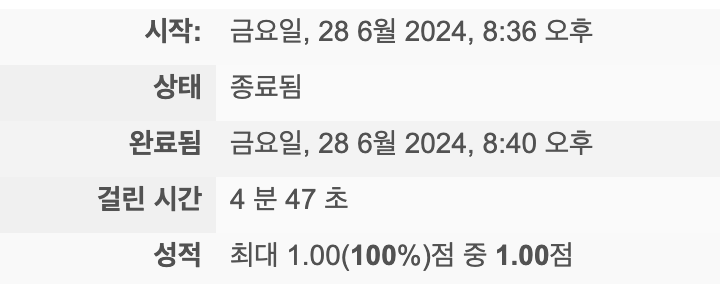 시작: 금요일, 28 6월 2024, 8:36 오후
상태 종료됨
완료됨 금요일, 28 6월 2024, 8:40 오후
걸린 시간 4 분 47 초
성적 최대 1.00(100%)점 중 1.00점